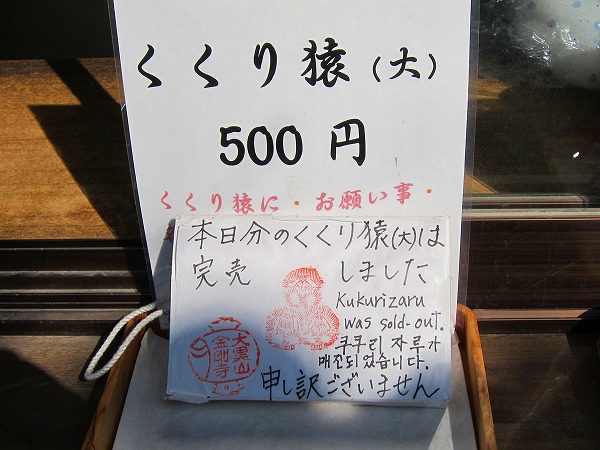 くくり猿(大)
500円
くくり猿に・お願い事・
本日分のくくり猿(大)は
完売しました
Kukurizaru
was sold-out.
쿠쿠리 자루가
매진되었습니다.
申し訳ございません
大黒山
金剛寺